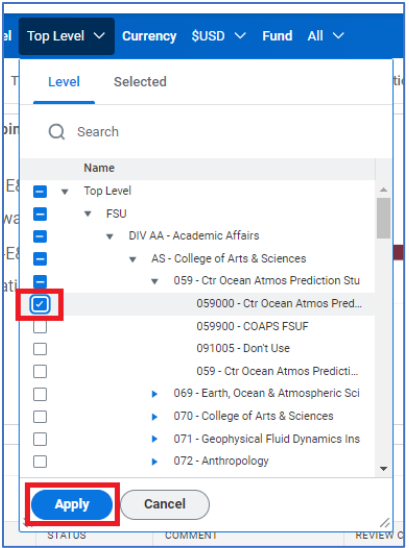 Top Level Currency $USD Fund All
Level Selected
Search
Name
Top Level
FSU
DIV AA - Academic Affairs
AS - College of Arts & Sciences
059 - Ctr Ocean Atmos Prediction Stu
059000 - Ctr Ocean Atmos Pred...
059900 - COAPS FSUF
091005 - Don't Use
059 - Ctr Ocean Atmos Predicti...
069 - Earth, Ocean & Atmospheric Sci
070 - College of Arts & Sciences
071 - Geophysical Fluid Dynamics Ins
072 - Anthropology
Apply Cancel
STATUS COMMENT REVIEW